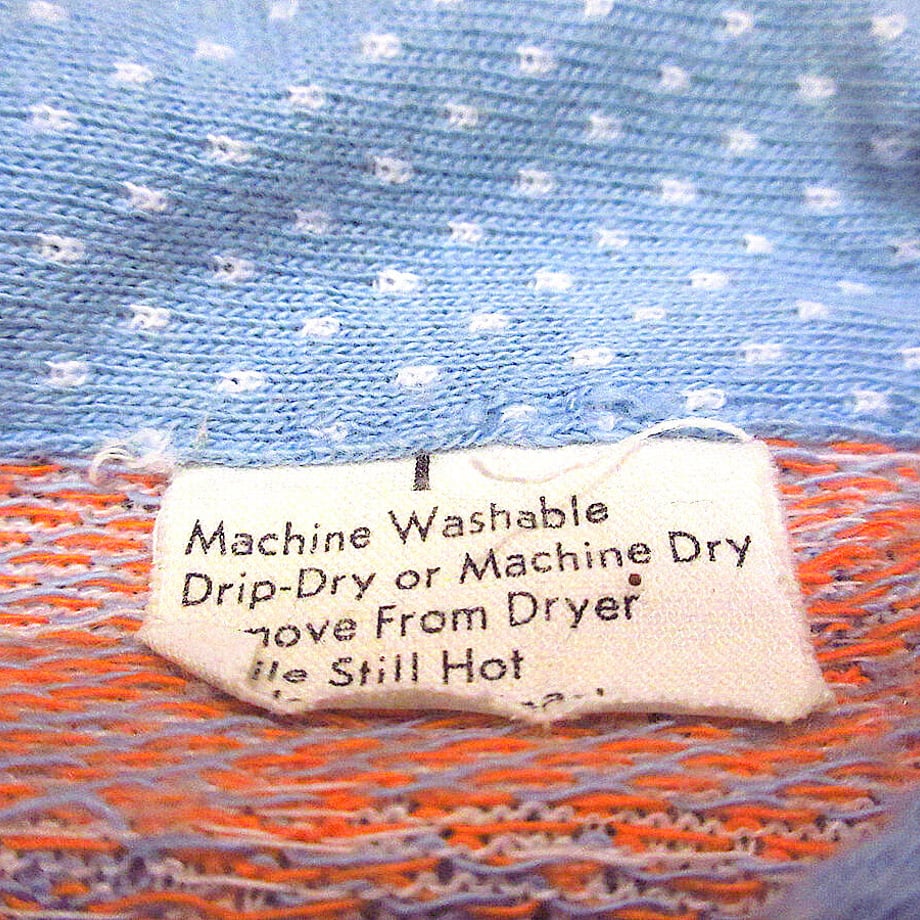 Machine Washable
Drip-Dry or Machine Dry
move From Dryer
ile Still Hot